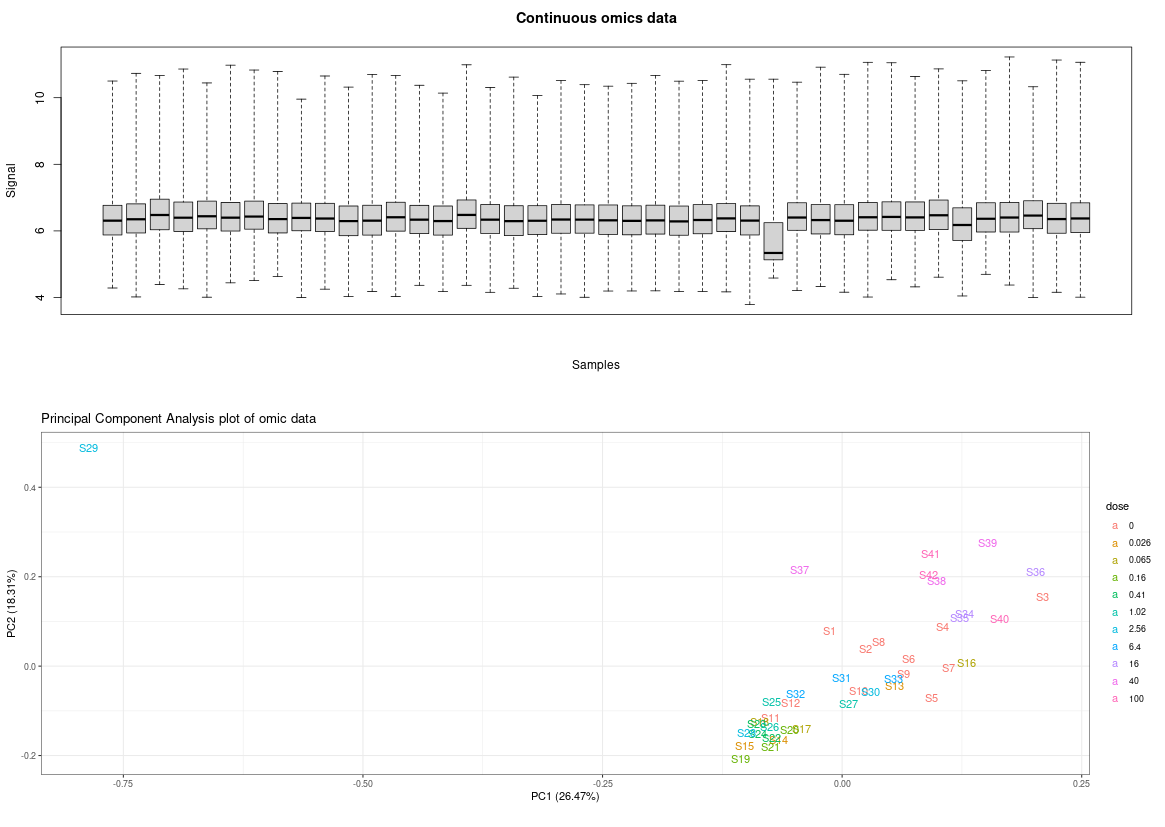 Continuous omics data
Signal
10
8
6
4
Samples
Principal Component Analysis plot of omic data
PC2 (18.31%)
0.4
0.2
0.0
-0.2
S29
S39
S41
S37
S42
S38
S36
S3
S34
S35
S40
S4
S1
S8
S2
S6
S16
S7
S9
S31
S33
S13
S30
S32
S5
S25
S12
S27
S11
S26
S17
S20
S24
S22
S15
S21
S19
-0.75
-0.50
-0.25
0.00
0.25
PC1 (26.47%)
dose
a 0
a 0.026
a 0.065
a 0.16
a 0.41
a 1.02
a 2.56
a 6.4
a 16
a 40
a 100